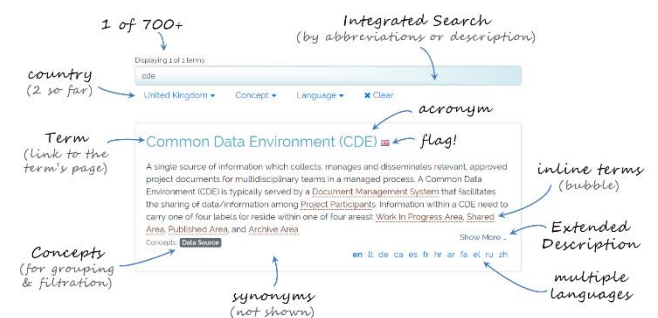 1 of 700+
Integrated Search
(by abbreviations or description)
Displaying 1 of 1 terms
cde
country
(2 so far)
United Kingdom Concept Language ✖ Clear
acronym
Term
(link to the
term's page)
Common Data Environment (CDE)
flag!
A single source of information which collects, manages and disseminates relevant, approved
project documents for multidisciplinary teams in a managed process. A Common Data
Environment (CDE) is typically served by a Document Management System that facilitates
the sharing of data/information among Project Participants. Information within a CDE need to
carry one of four labels (or reside within one of four areas): Work In Progress Area, Shared
Area, Published Area, and Archive Area
inline terms
(bubble)
Show More ..
Extended
Description
Concepts: Data Source
Concepts
(for grouping
& filtration)
en it de ca es fr hr ar fa el ru zh
synonyms
(not shown)
multiple
languages